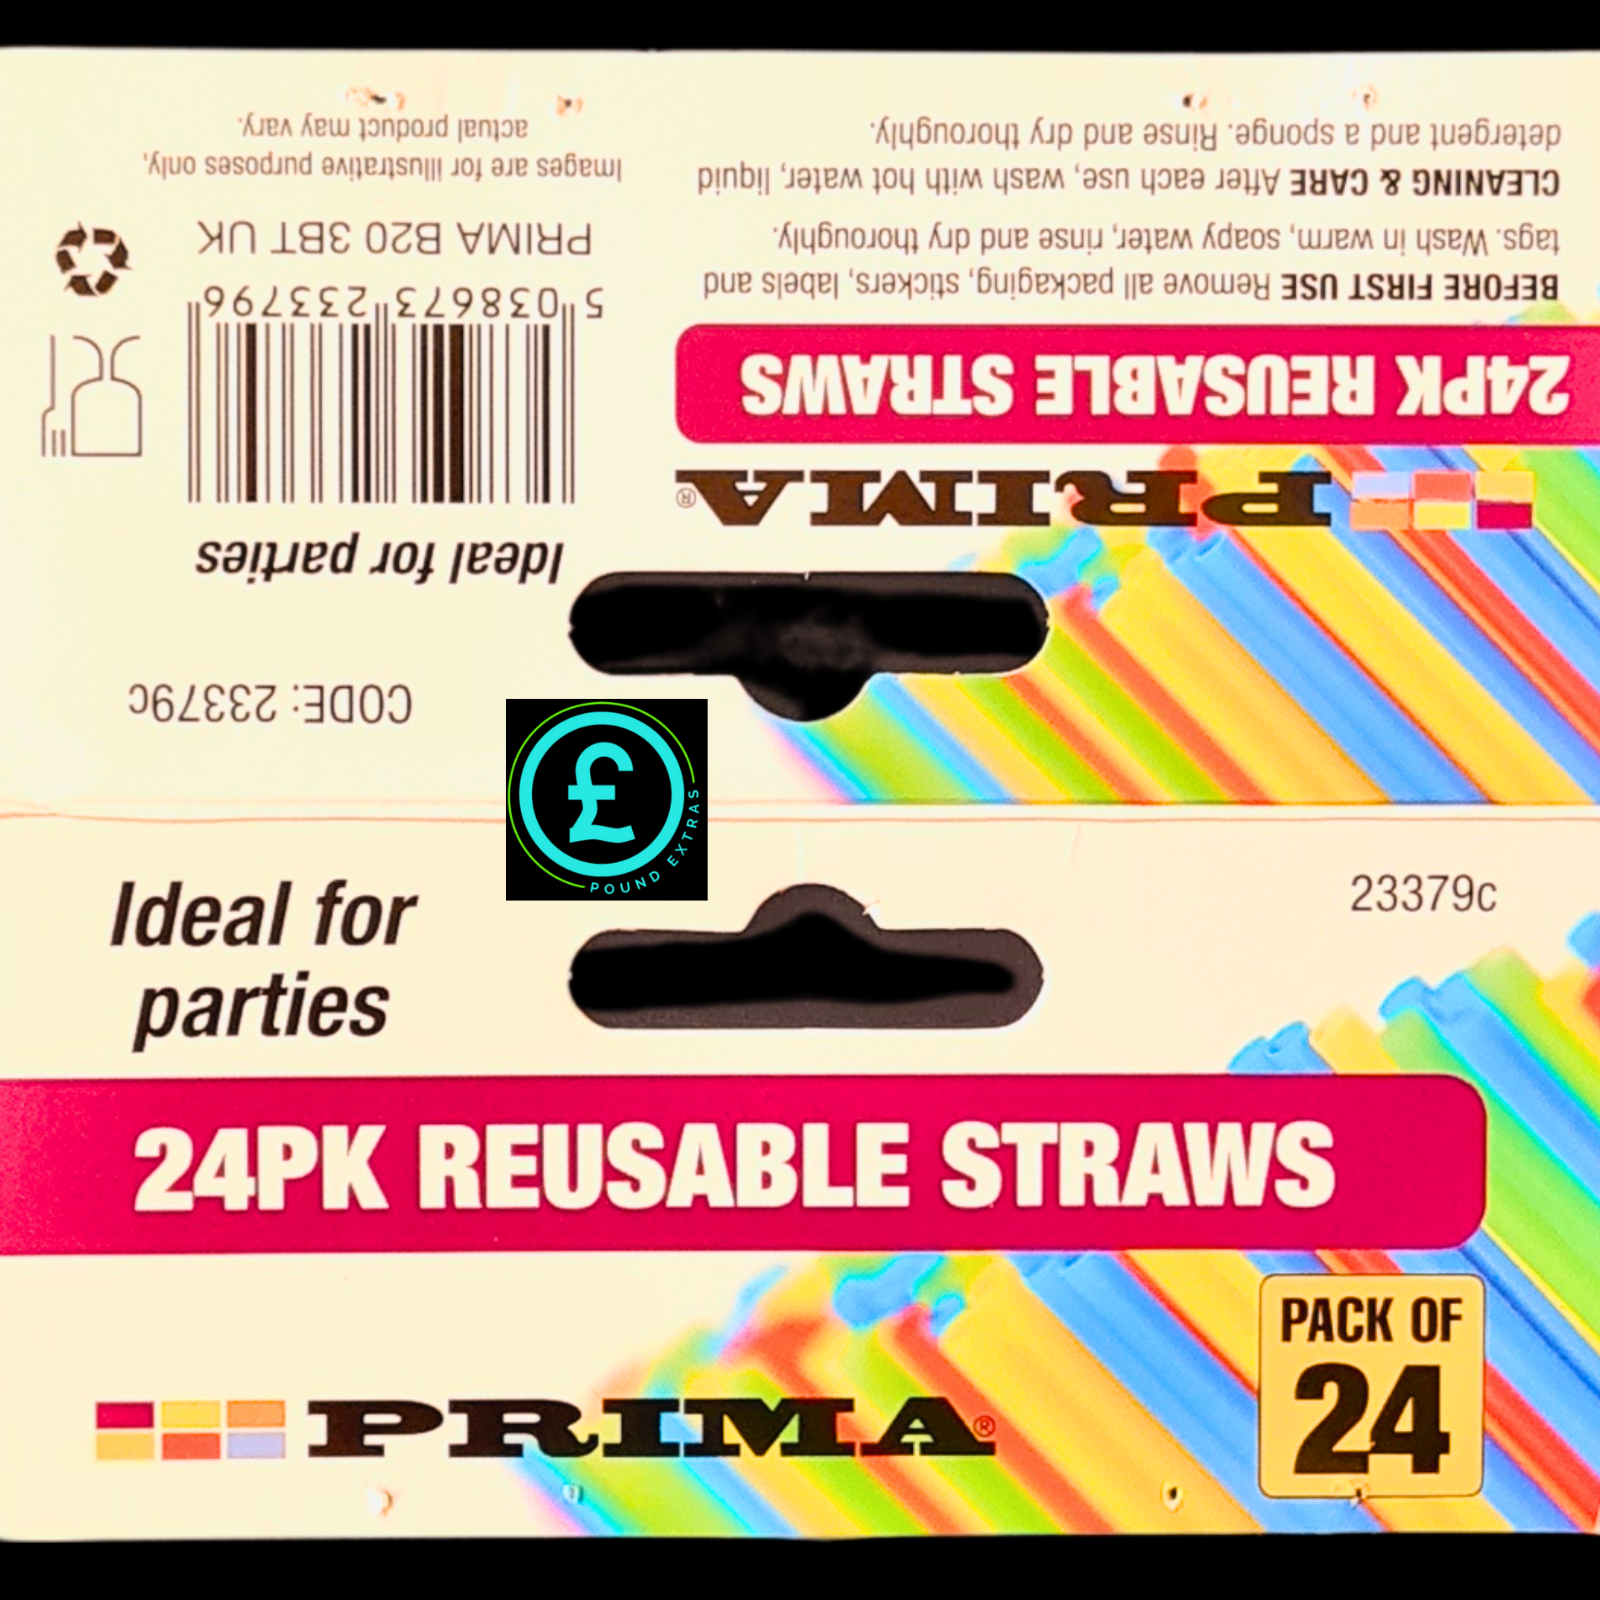 Ideal for
parties
23379c
24PK REUSABLE STRAWS
PRIMA®
PACK OF
24
£
POUND EXTRAS
PRIMA®
24PK REUSABLE STRAWS
BEFORE FIRST USE Remove all packaging, stickers, labels and
tags. Wash in warm, soapy water, rinse and dry thoroughly.
CLEANING & CARE After each use, wash with hot water, liquid
detergent and a sponge. Rinse and dry thoroughly.
CODE: 23379c
Ideal for parties
5 038673 233796
PRIMA B20 3BT UK
Images are for illustrative purposes only,
actual product may vary.